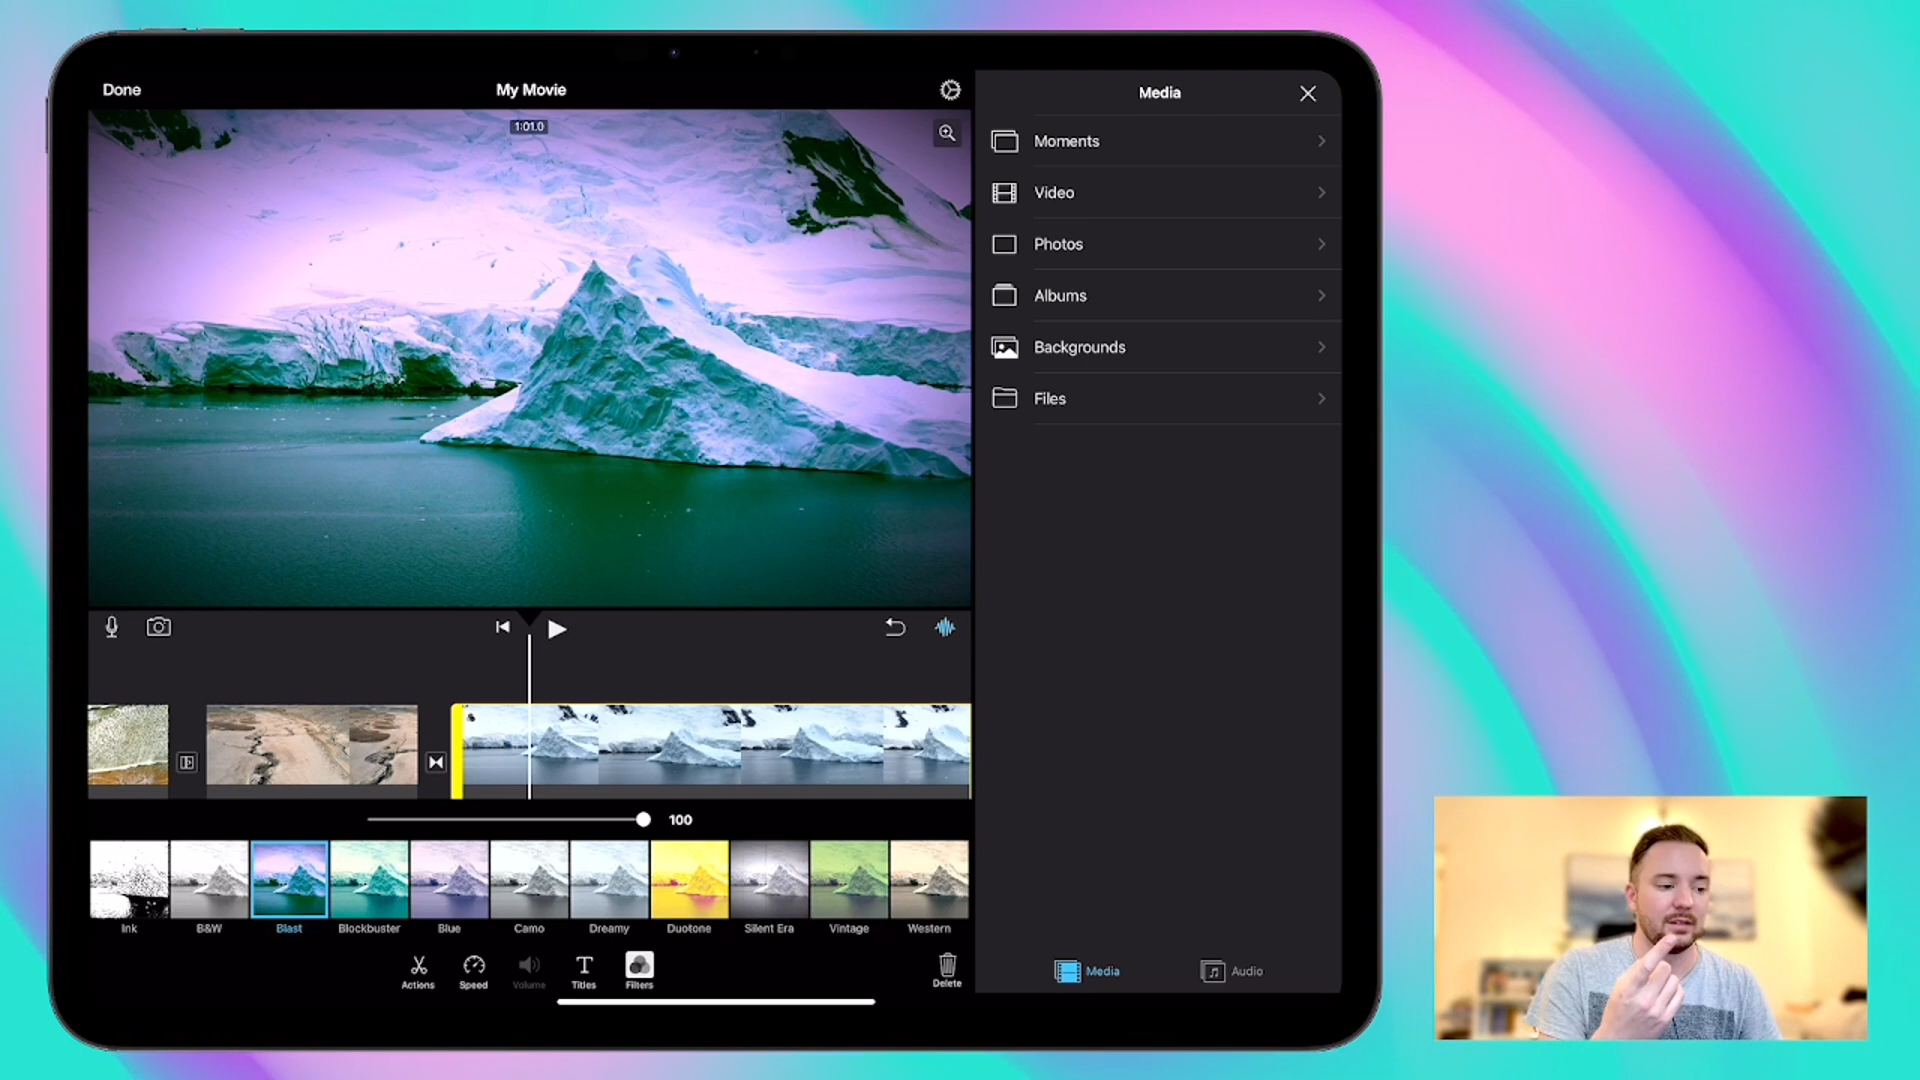 Done
My Movie
1:01.0
Media
Moments
Video
Photos
Albums
Backgrounds
Files
100
Ink
B&W
Blast
Blockbuster
Blue
Camo
Dreamy
Duotone
Silent Era
Vintage
Western
Actions
Speed
Volume
Titles
Filters
Delete
Media
Audio